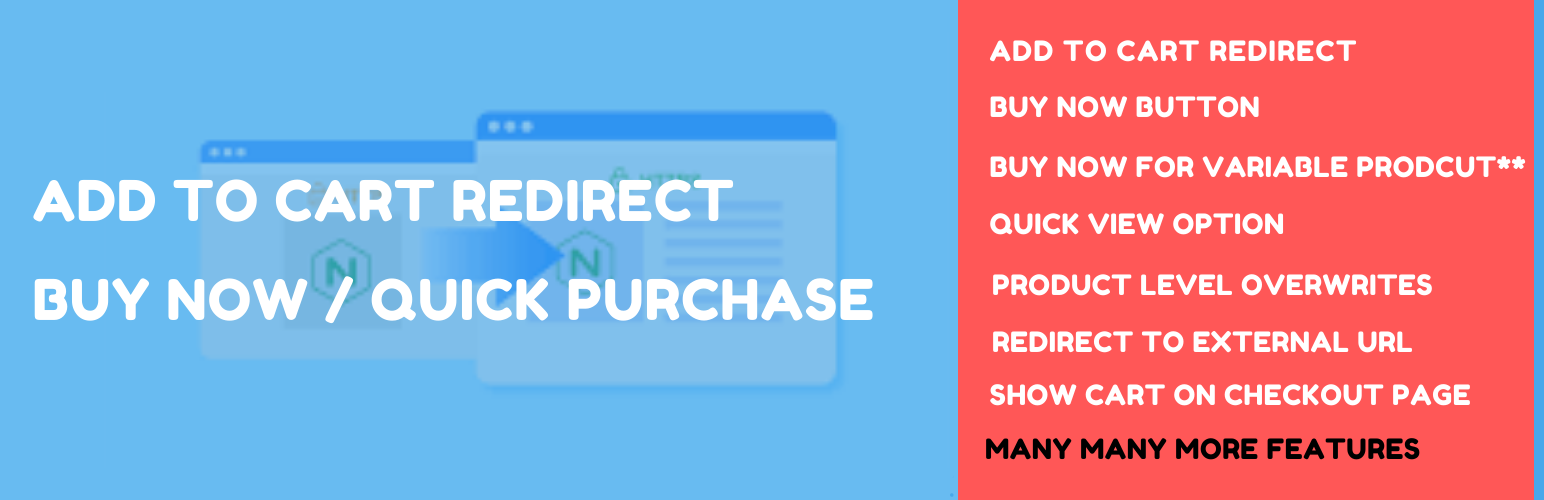 ADD TO CART REDIRECT
BUY NOW / QUICK PURCHASE
N
N
ADD TO CART REDIRECT
BUY NOW BUTTON
BUY NOW FOR VARIABLE PRODCUT**
QUICK VIEW OPTION
PRODUCT LEVEL OVERWRITES
REDIRECT TO EXTERNAL URL
SHOW CART ON CHECKOUT PAGE
MANY MANY MORE FEATURES